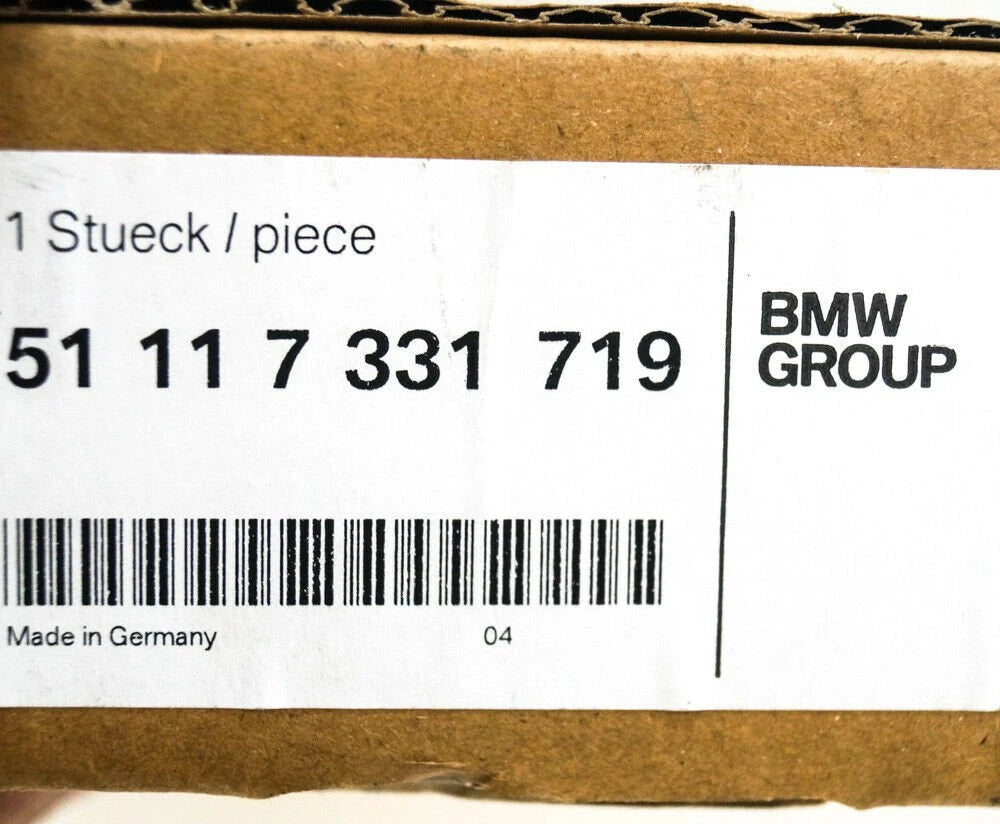 1 Stueck / piece
51 11 7 331 719
BMW
GROUP
Made in Germany 04